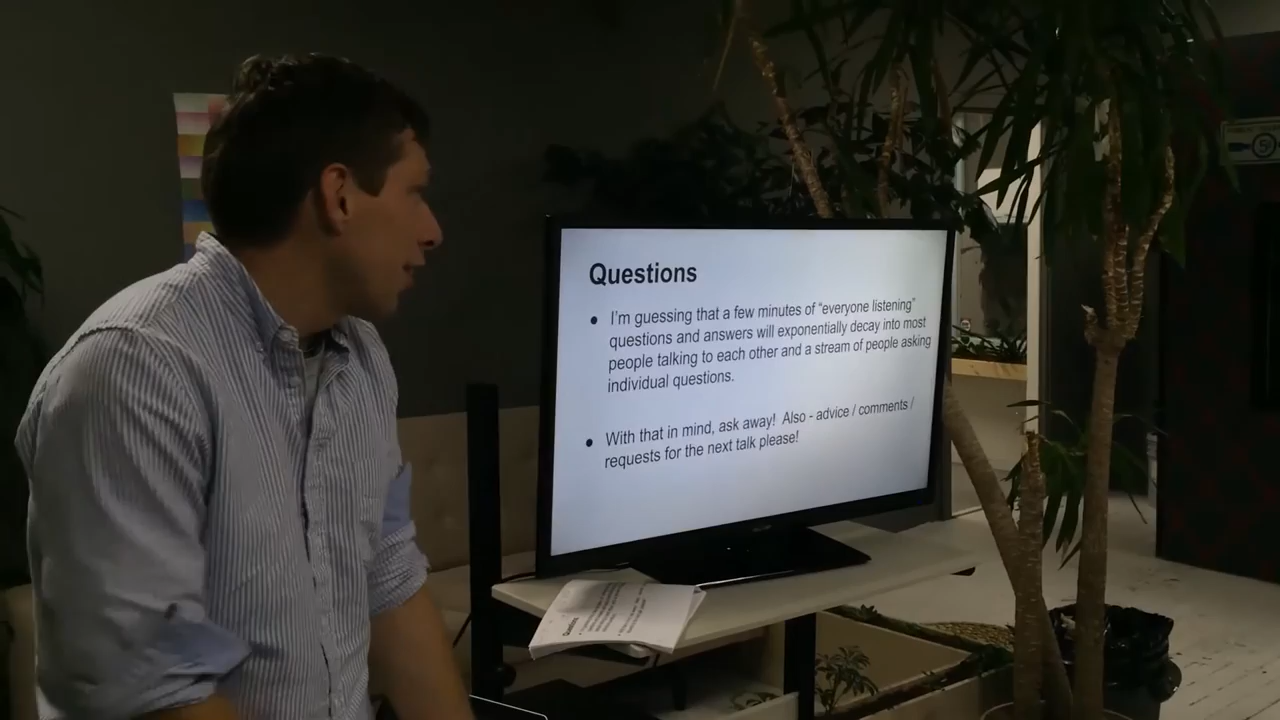 Questions
● I'm guessing that a few minutes of “everyone listening”
questions and answers will exponentially decay into most
people talking to each other and a stream of people asking
individual questions.
● With that in mind, ask away!  Also - advice / comments /
requests for the next talk please!
Questions